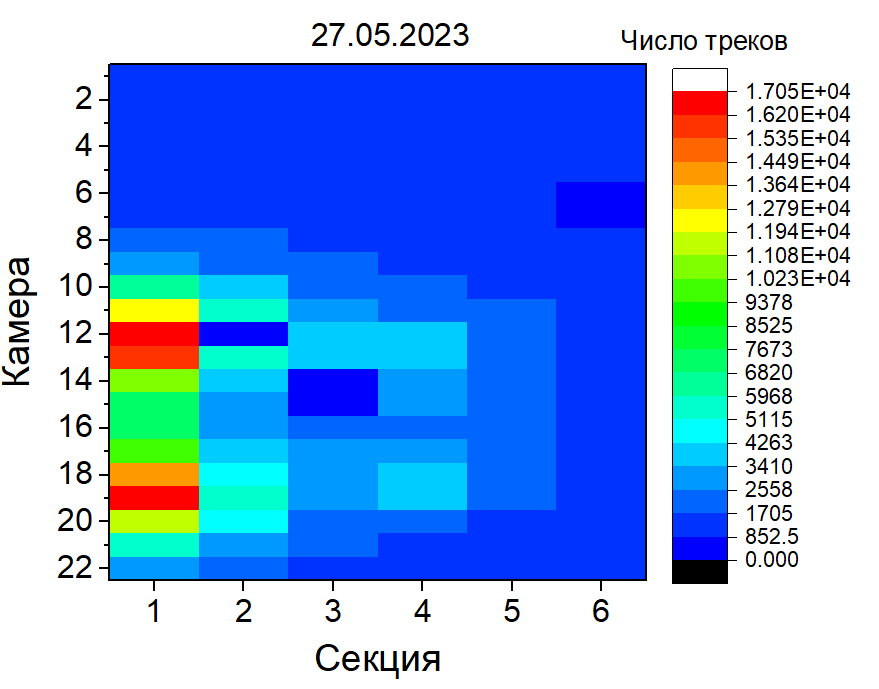 27.05.2023
Число треков
Камера
2
4
6
8
10
12
14
16
18
20
22
1 2 3 4 5 6
Секция
1.705E+04
1.620E+04
1.535E+04
1.449E+04
1.364E+04
1.279E+04
1.194E+04
1.108E+04
1.023E+04
9378
8525
7673
6820
5968
5115
4263
3410
2558
1705
852.5
0.000